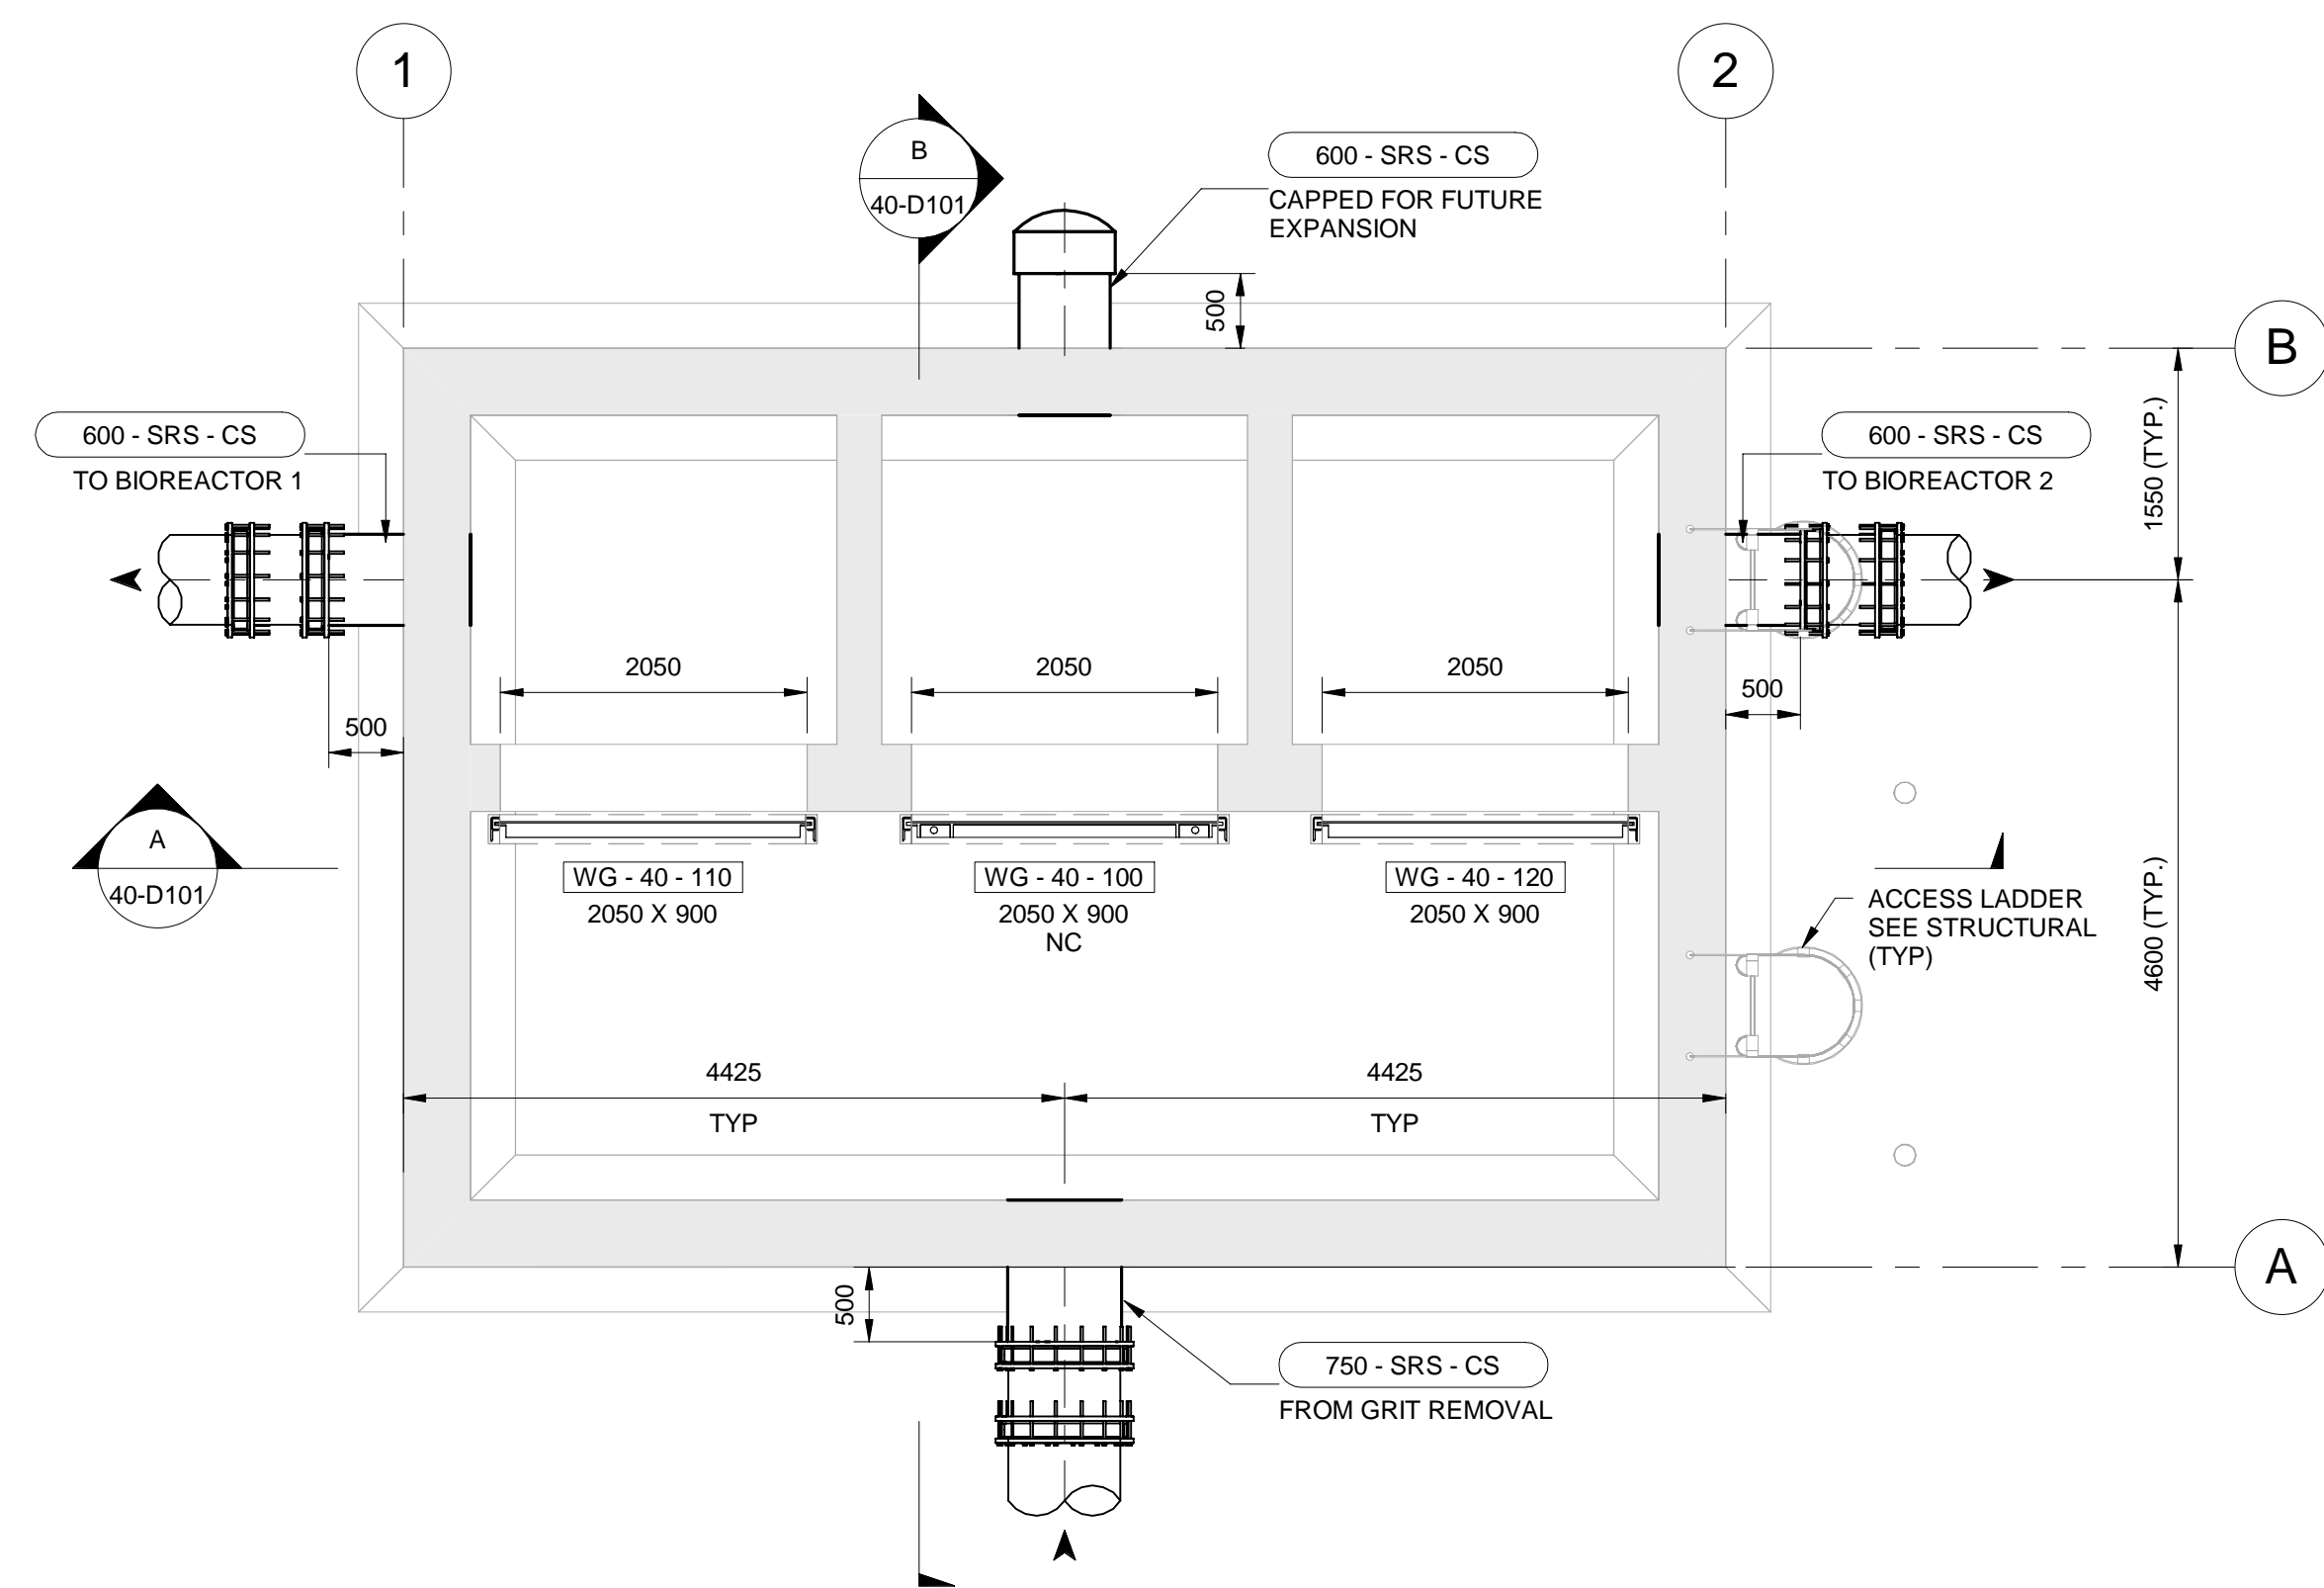 1
2
B
40-D101
600 - SRS - CS
CAPPED FOR FUTURE
EXPANSION
500
B
600 - SRS - CS
TO BIOREACTOR 1
600 - SRS - CS
TO BIOREACTOR 2
1550 (TYP.)
2050
2050
2050
500
500
A
40-D101
WG - 40 - 110
2050 X 900
WG - 40 - 100
2050 X 900
NC
WG - 40 - 120
2050 X 900
ACCESS LADDER
SEE STRUCTURAL
(TYP)
4600 (TYP.)
4425
TYP
4425
TYP
A
500
750 - SRS - CS
FROM GRIT REMOVAL